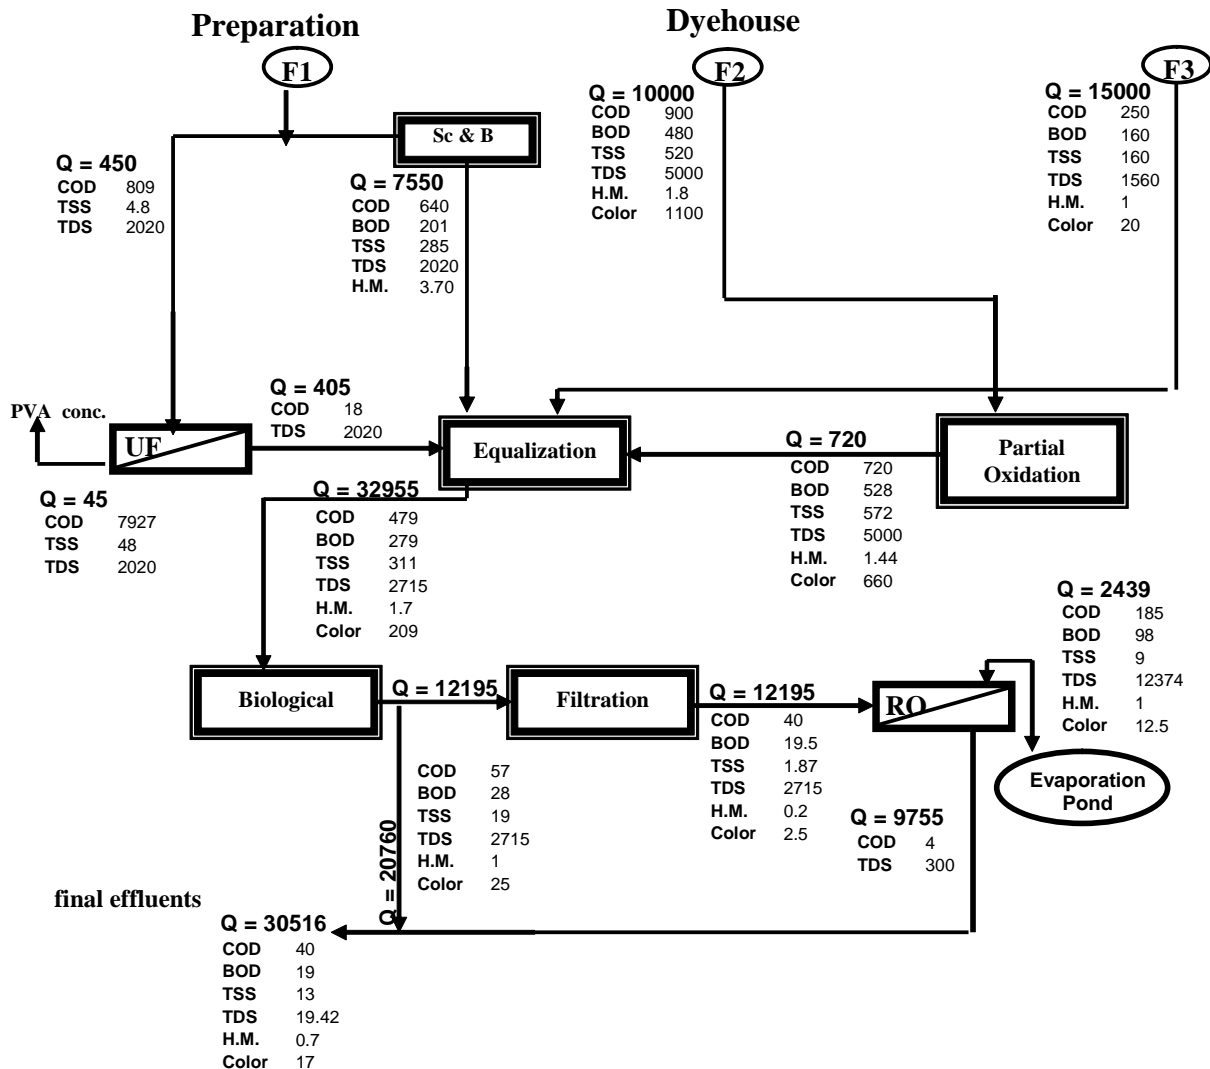 Preparation
Dyehouse
F1
F2
F3
Q = 10000
COD 900
BOD 480
TSS 520
TDS 5000
H.M. 1.8
Color 1100
Q = 15000
COD 250
BOD 160
TSS 160
TDS 1560
H.M. 1
Color 20
Sc & B
Q = 450
COD 809
TSS 4.8
TDS 2020
Q = 7550
COD 640
BOD 201
TSS 285
TDS 2020
H.M. 3.70
PVA conc.
UF
Q = 405
COD 18
TDS 2020
Equalization
Q = 720
COD 720
BOD 528
TSS 572
TDS 5000
H.M. 1.44
Color 660
Partial
Oxidation
Q = 45
COD 7927
TSS 48
TDS 2020
Q = 32955
COD 479
BOD 279
TSS 311
TDS 2715
H.M. 1.7
Color 209
Q = 2439
COD 185
BOD 98
TSS 9
TDS 12374
H.M. 1
Color 12.5
Biological
Q = 12195
Filtration
Q = 12195
RO
COD 57
BOD 28
TSS 19
TDS 2715
H.M. 1
Color 25
COD 40
BOD 19.5
TSS 1.87
TDS 2715
H.M. 0.2
Color 2.5
Evaporation
Pond
Q = 9755
COD 4
TDS 300
Q = 20760
final effluents
Q = 30516
COD 40
BOD 19
TSS 13
TDS 19.42
H.M. 0.7
Color 17